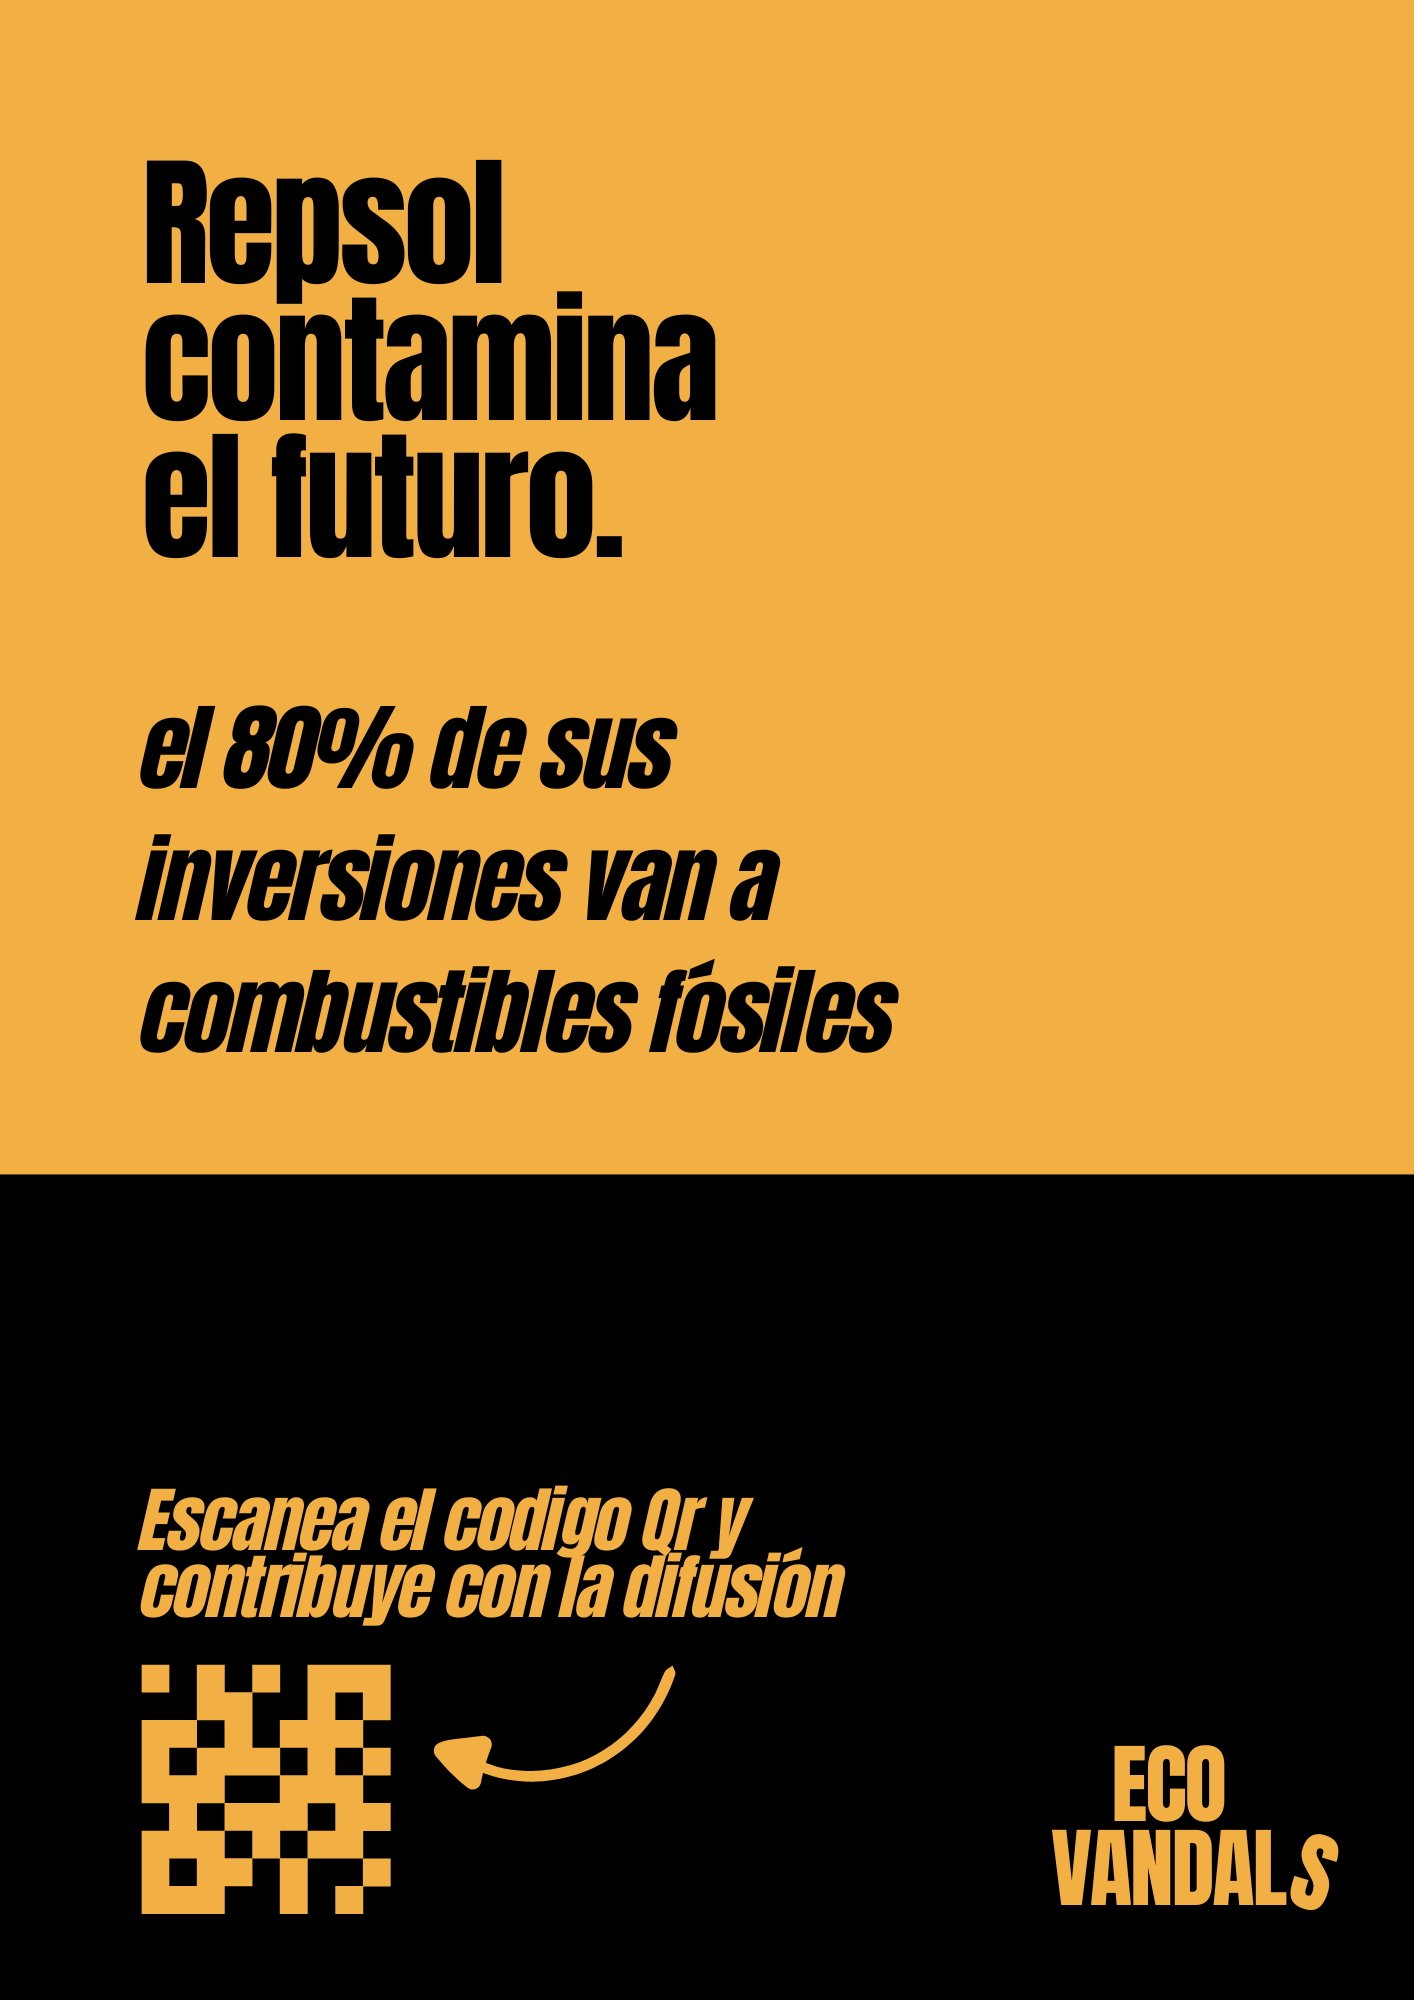 Repsol
contamina
el futuro.
el 80% de sus
inversiones van a
combustibles fósiles
Escanea el codigo Qr y
contribuye con la difusión
ECO
VANDALS